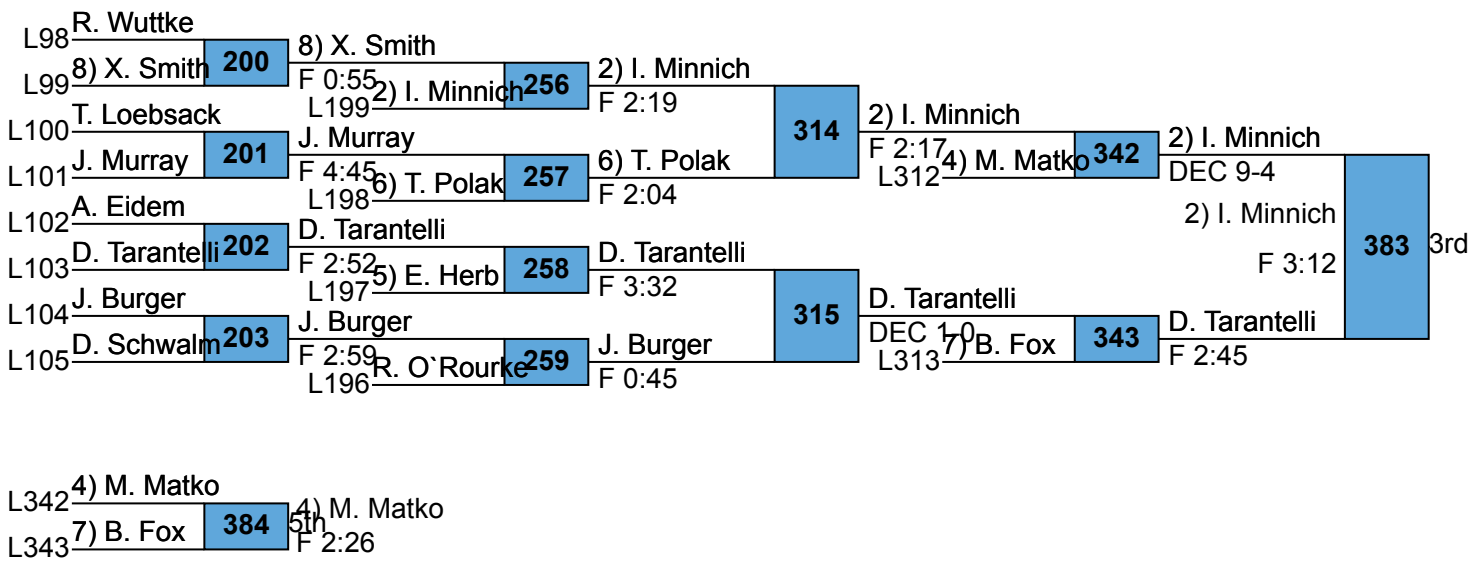 R. Wuttke
L98
8) X. Smith
L99
200
T. Loebsack
L100
J. Murray
L101
201
A. Eidem
L102
D. Tarantelli
L103
202
J. Burger
L104
D. Schwalm
L105
203
8) X. Smith
F 0:55
2) I. Minnich
L199
256
J. Murray
F 4:45
6) T. Polak
L198
257
D. Tarantelli
F 2:52
5) E. Herb
L197
258
J. Burger
F 2:59
R. O`Rourke
L196
259
2) I. Minnich
F 2:19
6) T. Polak
F 2:04
314
D. Tarantelli
F 3:32
J. Burger
F 0:45
315
2) I. Minnich
F 2:17
4) M. Matko
L312
342
D. Tarantelli
DEC 1-0
7) B. Fox
L313
343
2) I. Minnich
DEC 9-4
D. Tarantelli
F 2:45
383
2) I. Minnich
F 3:12
3rd
4) M. Matko
L342
7) B. Fox
L343
384
4) M. Matko
5th
F 2:26